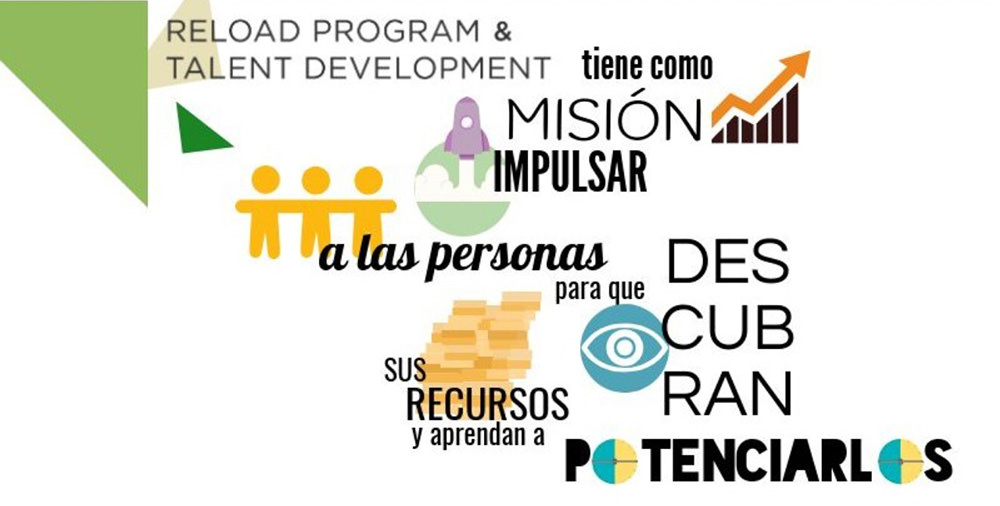 RELOAD PROGRAM &
TALENT DEVELOPMENT
tiene como
MISIÓN
IMPULSAR
a las personas
para que
DES
CUB
RAN
SUS
RECURSOS
y aprendan a
POTENCIARLOS